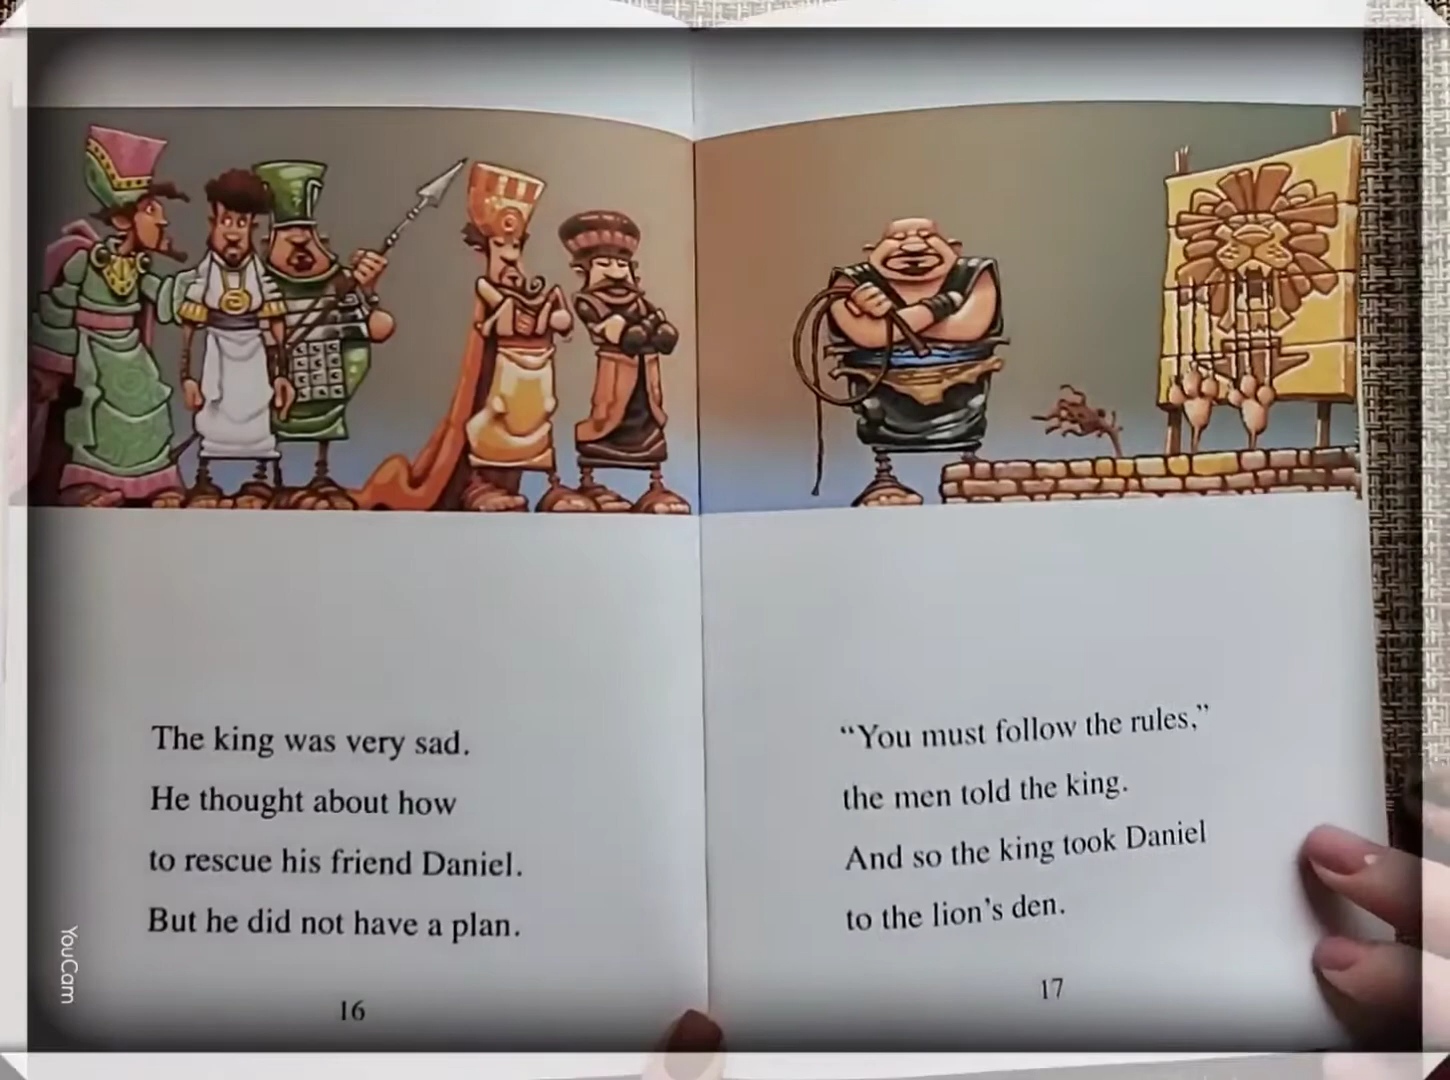 The king was very sad.
He thought about how
to rescue his friend Daniel.
But he did not have a plan.
16
“You must follow the rules,”
the men told the king.
And so the king took Daniel
to the lion’s den.
17
YouCam